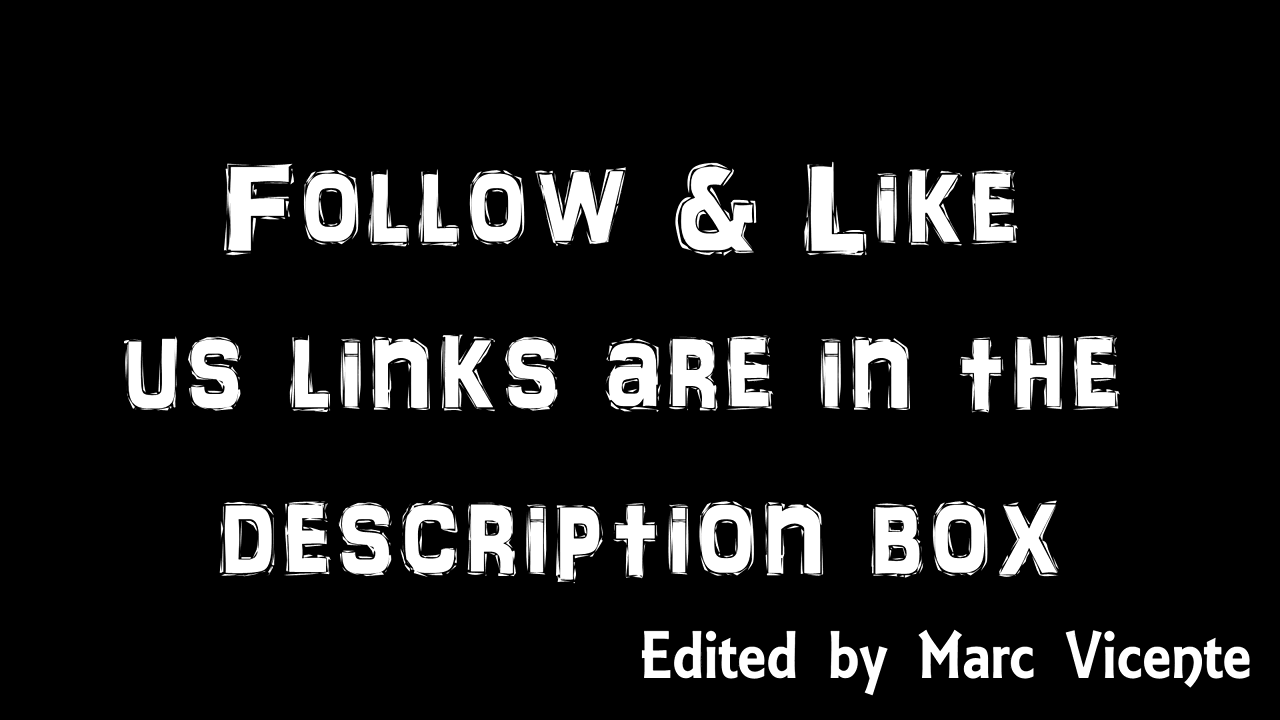 Follow & Like
us links are in the
description box
Edited by Marc Vicente